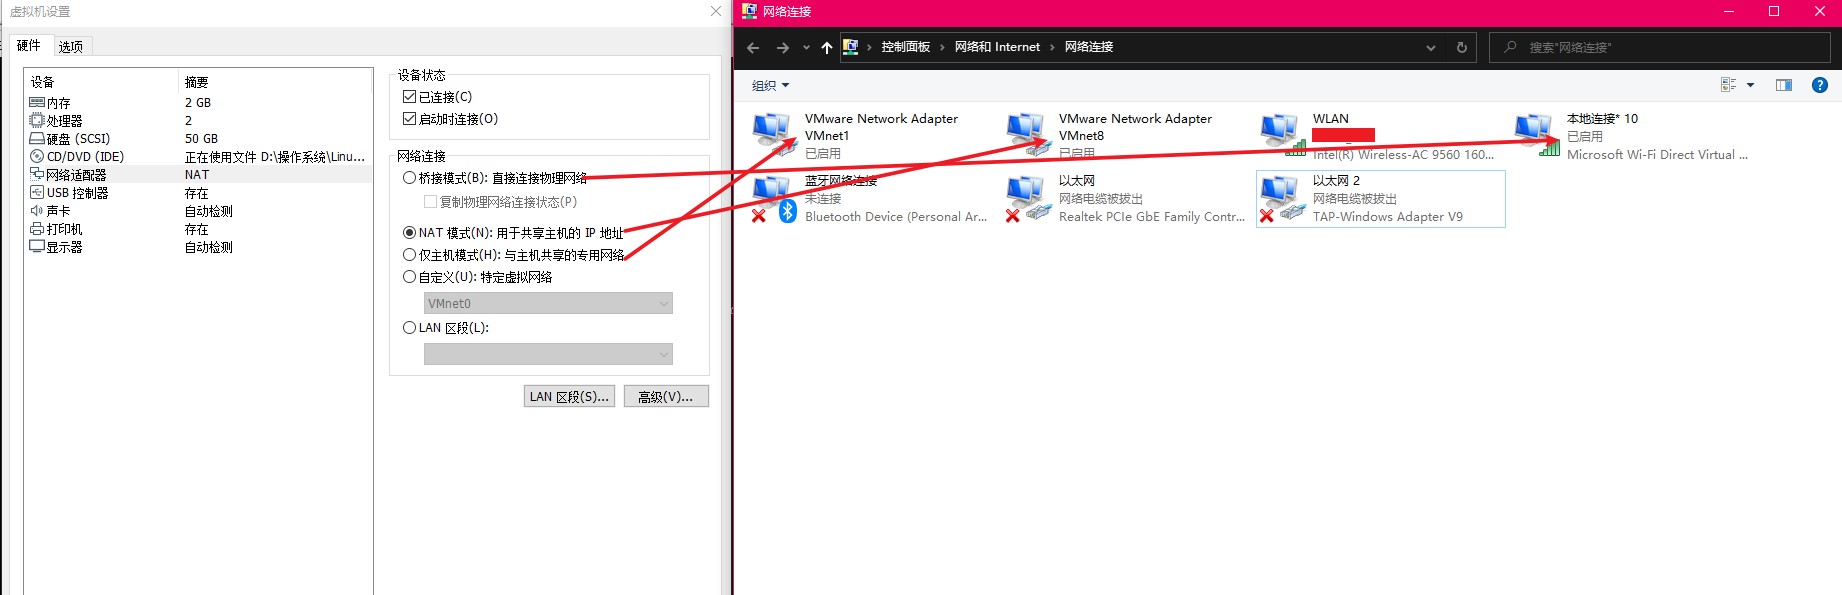 虚拟机设置
硬件
选项
设备
摘要
内存
2 GB
处理器
2
硬盘 (SCSI)
50 GB
CD/DVD (IDE)
正在使用文件 D:\操作系统\Linu...
网络适配器
NAT
USB 控制器
存在
声卡
自动检测
打印机
存在
显示器
自动检测
设备状态
已连接(C)
启动时连接(O)
网络连接
桥接模式(B): 直接连接物理网络
复制物理网络连接状态(P)
NAT 模式(N): 用于共享主机的 IP 地址
仅主机模式(H): 与主机共享的专用网络
自定义(U): 特定虚拟网络
VMnet0
LAN 区段(L):
LAN 区段(S)...
高级(V)...
网络连接
控制面板
网络和 Internet
网络连接
搜索"网络连接"
组织
VMware Network Adapter
VMnet1
已启用
VMware Network Adapter
VMnet8
已启用
WLAN
Intel(R) Wireless-AC 9560 160...
本地连接* 10
已启用
Microsoft Wi-Fi Direct Virtual ...
蓝牙网络连接
未连接
Bluetooth Device (Personal Ar...
以太网
网络电缆被拔出
Realtek PCIe GbE Family Contr...
以太网 2
网络电缆被拔出
TAP-Windows Adapter V9